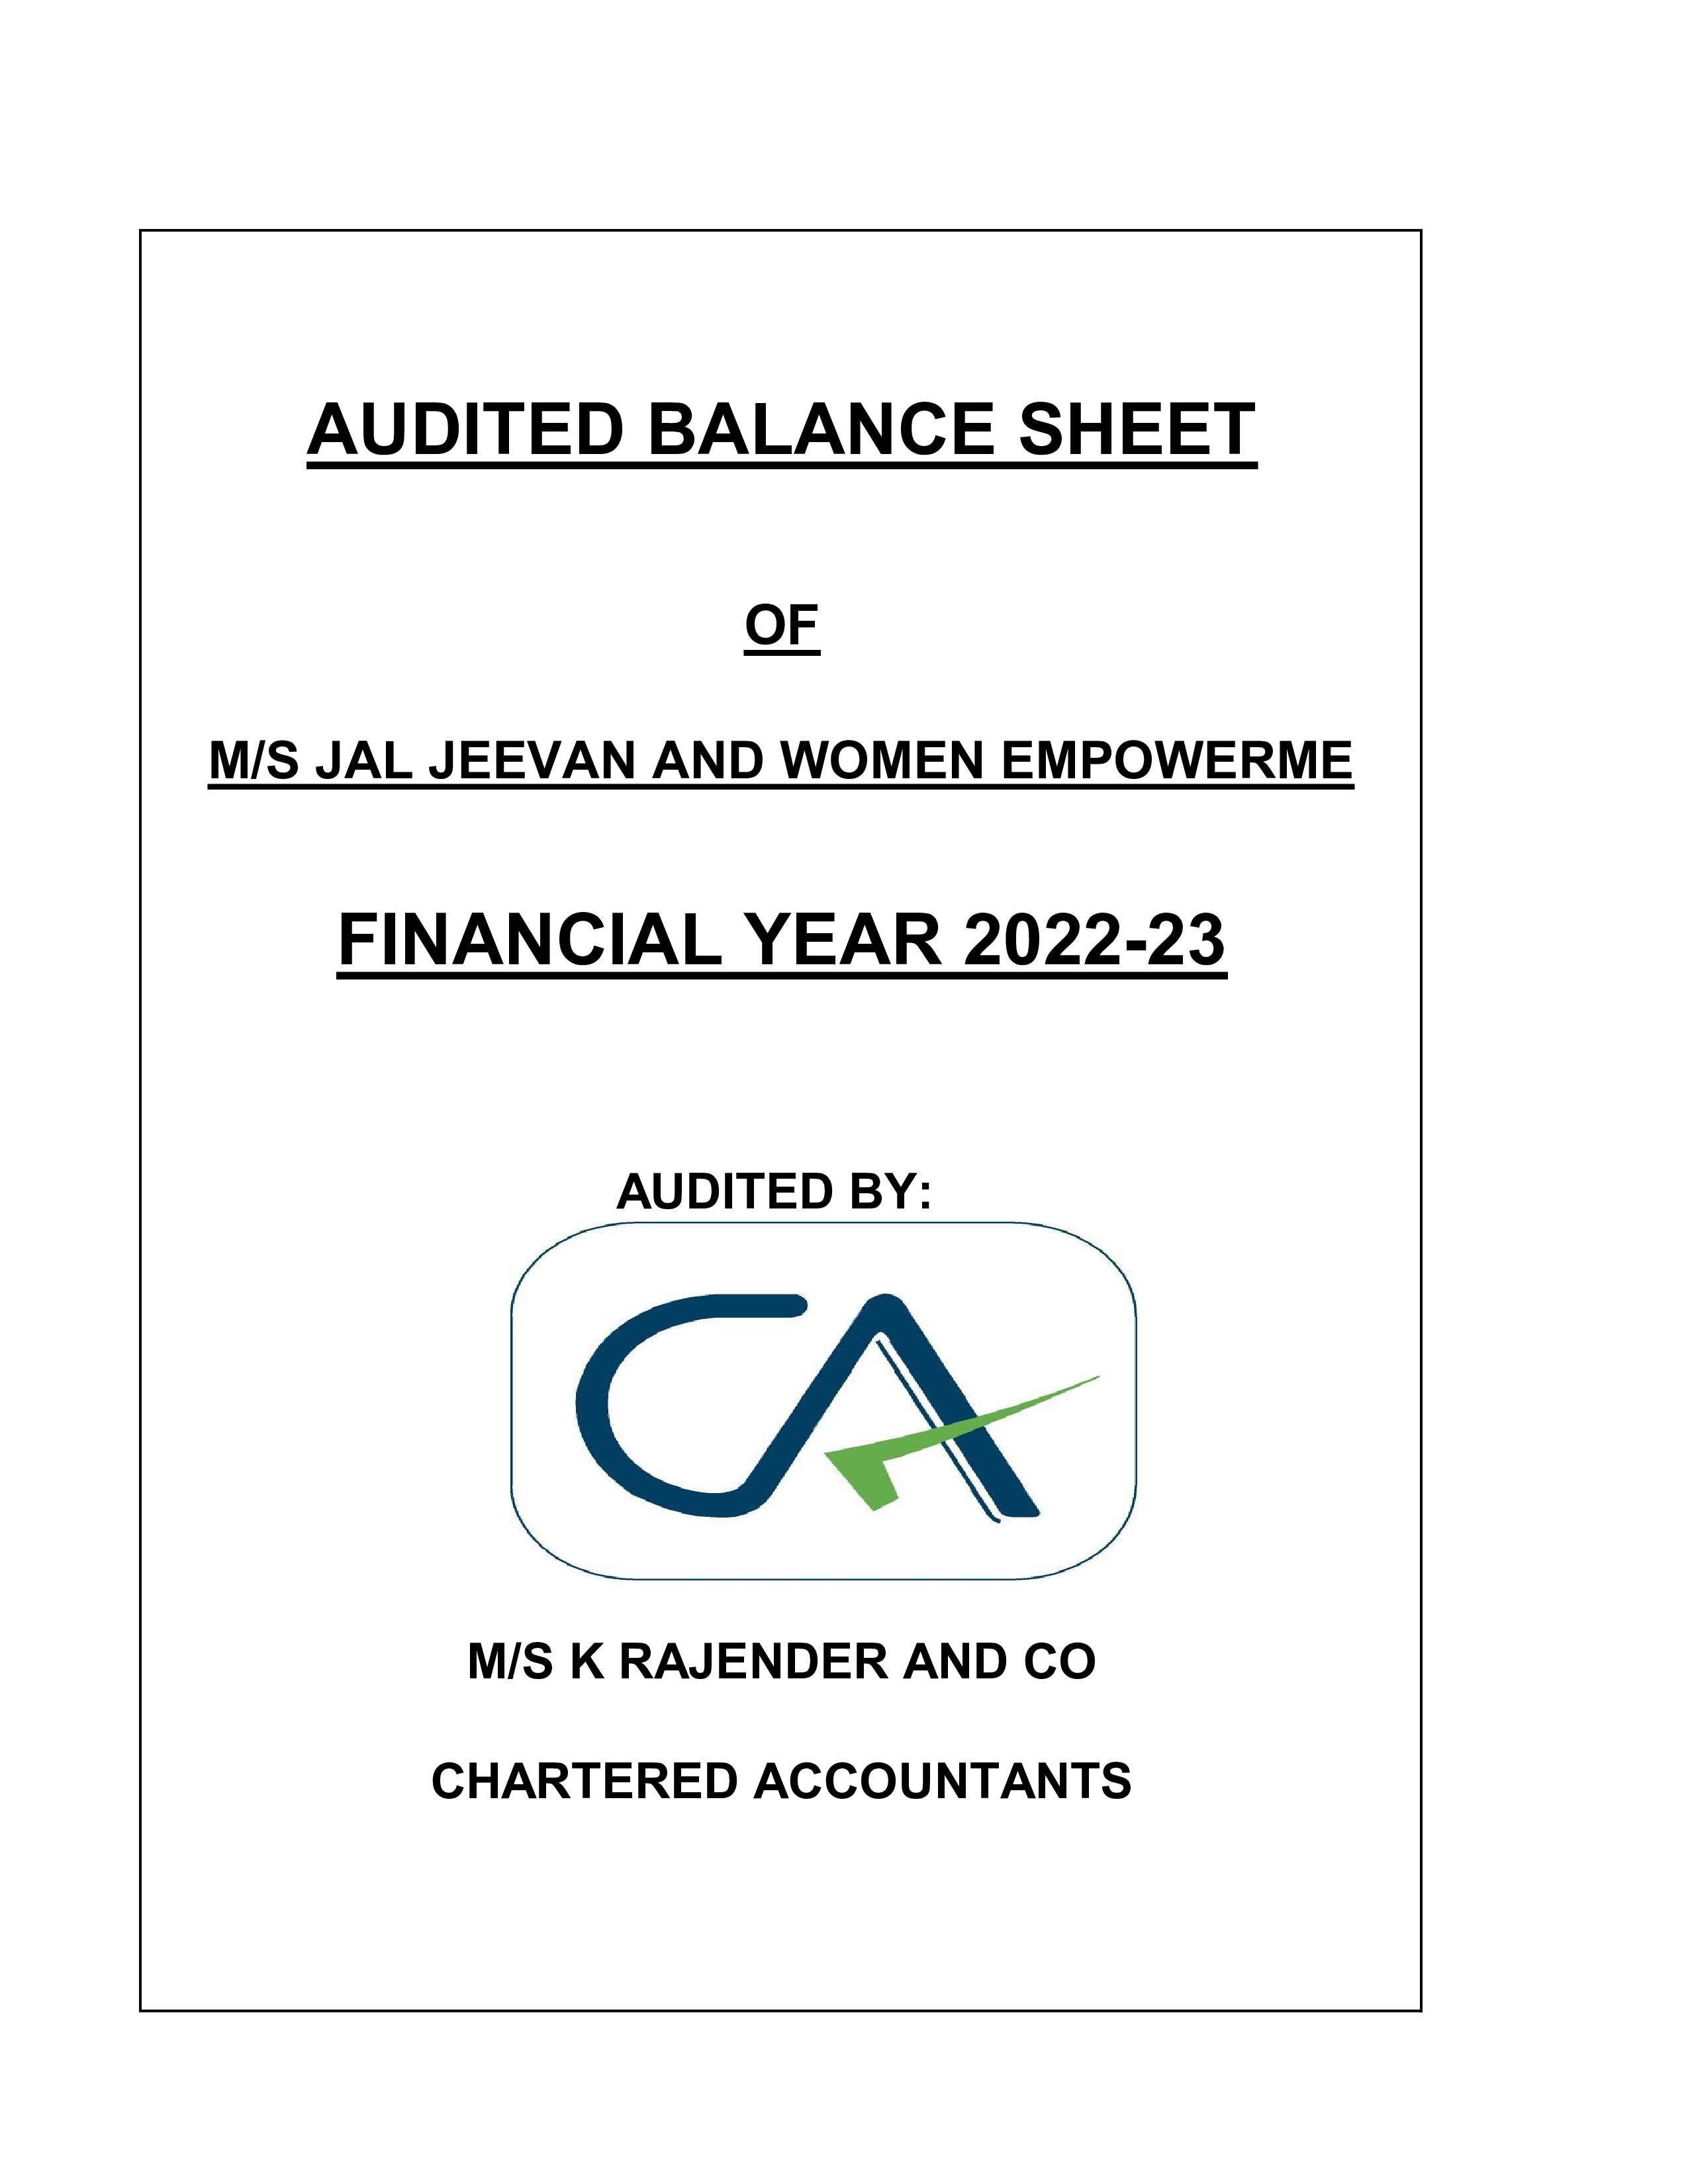 AUDITED BALANCE SHEET
OF
M/S JAL JEEVAN AND WOMEN EMPOWERME
FINANCIAL YEAR 2022-23
AUDITED BY:
CA
M/S K RAJENDER AND CO
CHARTERED ACCOUNTANTS